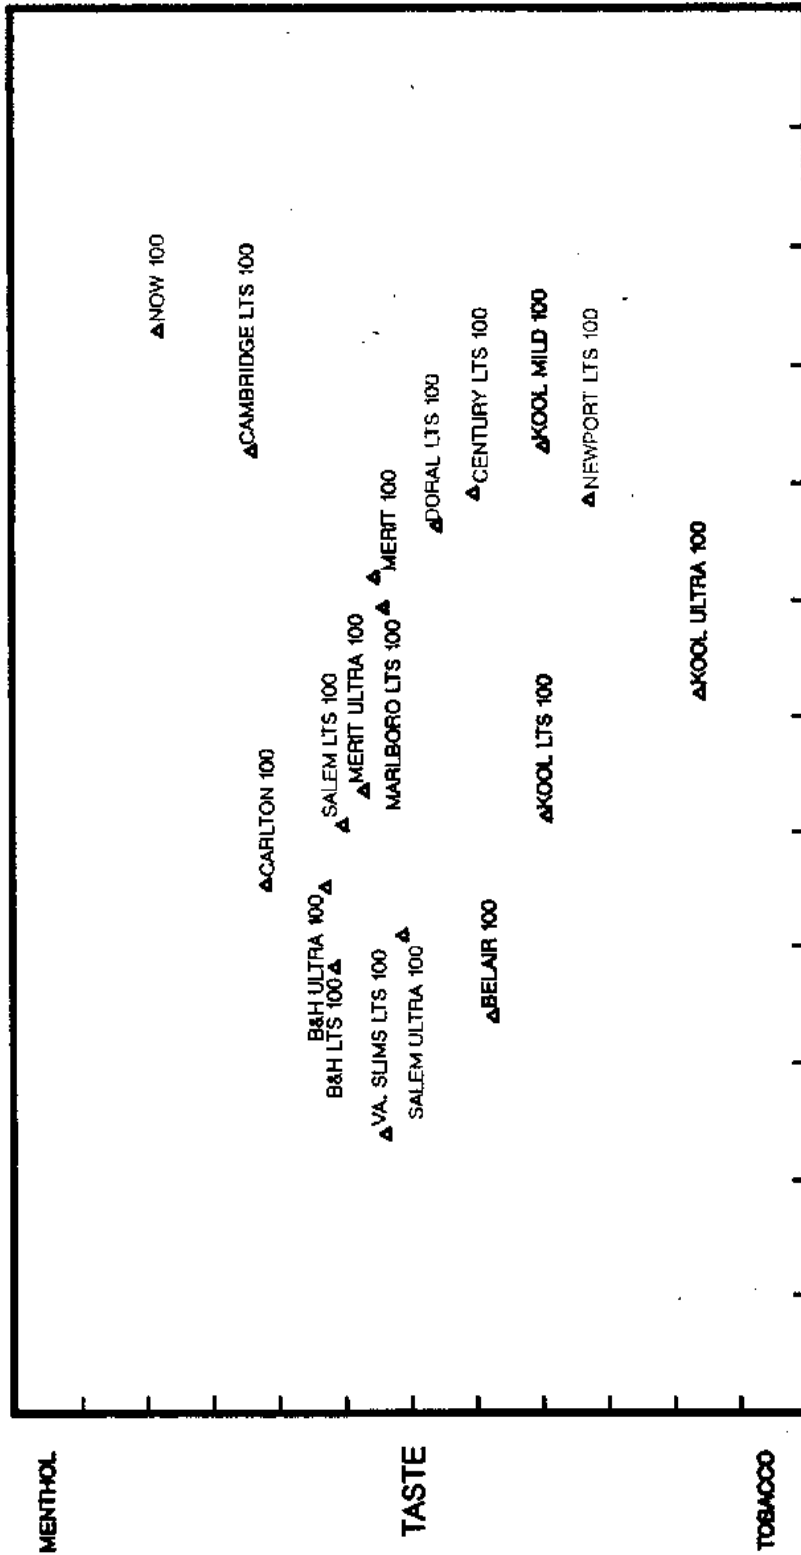 MENTHOL
TASTE
TOBACCO
NOW 100
CAMBRIDGE LTS 100
CARLTON 100
B&H ULTRA 100
SALEM LTS 100
B&H LTS 100
MERIT ULTRA 100
MERIT 100
VA. SLIMS LTS 100
MARLBORO LTS 100
SALEM ULTRA 100
DORAL LTS 100
CENTURY LTS 100
BELAIR 100
KOOL MILD 100
KOOL LTS 100
NEWPORT LTS 100
KOOL ULTRA 100